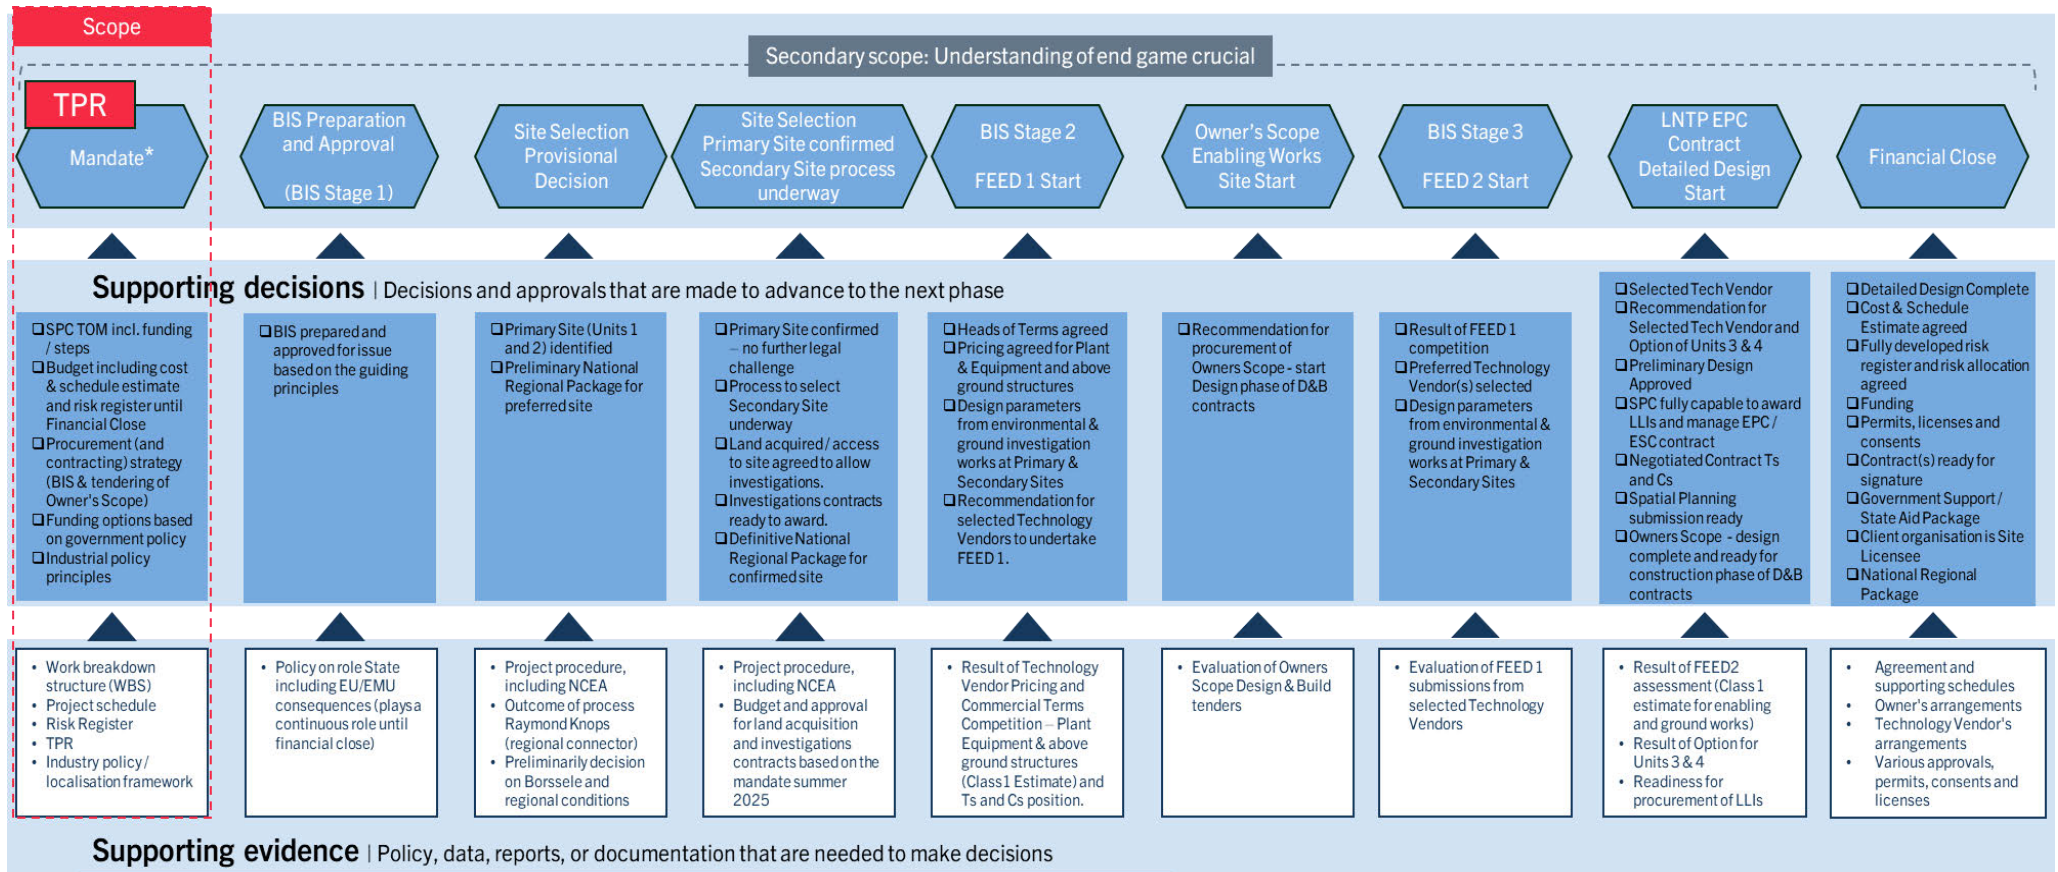 Scope
Secondary scope: Understanding of end game crucial
TPR
Mandate*
BIS Preparation
and Approval
(BIS Stage 1)
Site Selection
Provisional
Decision
Site Selection
Primary Site confirmed
Secondary Site process
underway
BIS Stage 2
FEED 1 Start
Owner's Scope
Enabling Works
Site Start
BIS Stage 3
FEED 2 Start
LNTP EPC
Contract
Detailed Design
Start
Financial Close
Supporting decisions | Decisions and approvals that are made to advance to the next phase
❑SPC TOM incl. funding
/ steps
❑Budget including cost
& schedule estimate
and risk register until
Financial Close
❑Procurement (and
contracting) strategy
(BIS & tendering of
Owner's Scope)
❑Funding options based
on government policy
❑Industrial policy
principles
❑BIS prepared and
approved for issue
based on the guiding
principles
❑Primary Site (Units 1
and 2) identified
❑Preliminary National
Regional Package for
preferred site
❑Primary Site confirmed
– no further legal
challenge
❑Process to select
Secondary Site
underway
❑Land acquired / access
to site agreed to allow
investigations.
❑Investigations contracts
ready to award.
❑Definitive National
Regional Package for
confirmed site
❑Heads of Terms agreed
❑Pricing agreed for Plant
& Equipment and above
ground structures
❑Design parameters
from environmental &
ground investigation
works at Primary &
Secondary Sites
❑Recommendation for
selected Technology
Vendors to undertake
FEED 1.
❑Recommendation for
procurement of
Owners Scope - start
Design phase of D&B
contracts
❑Result of FEED 1
competition
❑Preferred Technology
Vendor(s) selected
❑Design parameters
from environmental &
ground investigation
works at Primary &
Secondary Sites
❑Selected Tech Vendor
❑Recommendation for
Selected Tech Vendor and
Option of Units 3 & 4
❑Preliminary Design
Approved
❑SPC fully capable to award
LLIs and manage EPC /
ESC contract
❑Negotiated Contract Ts
and Cs
❑Spatial Planning
submission ready
❑Owners Scope - design
complete and ready for
construction phase of D&B
contracts
❑Detailed Design Complete
❑Cost & Schedule
Estimate agreed
❑Fully developed risk
register and risk allocation
agreed
❑Funding
❑Permits, licenses and
consents
❑Contract(s) ready for
signature
❑Government Support /
State Aid Package
❑Client organisation is Site
Licensee
❑National Regional
Package
• Work breakdown
structure (WBS)
• Project schedule
• Risk Register
• TPR
• Industry policy /
localisation framework
• Policy on role State
including EU/EMU
consequences (plays a
continuous role until
financial close)
• Project procedure,
including NCEA
• Outcome of process
Raymond Knops
(regional connector)
• Preliminarily decision
on Borssele and
regional conditions
• Project procedure,
including NCEA
• Budget and approval
for land acquisition
and investigations
contracts based on the
mandate summer
2025
• Result of Technology
Vendor Pricing and
Commercial Terms
Competition – Plant
Equipment & above
ground structures
(Class1 Estimate) and
Ts and Cs position.
• Evaluation of Owners
Scope Design & Build
tenders
• Evaluation of FEED 1
submissions from
selected Technology
Vendors
• Result of FEED2
assessment (Class 1
estimate for enabling
and ground works)
• Result of Option for
Units 3 & 4
• Readiness for
procurement of LLIs
• Agreement and
supporting schedules
• Owner's arrangements
• Technology Vendor's
arrangements
• Various approvals,
permits, consents and
licenses
Supporting evidence | Policy, data, reports, or documentation that are needed to make decisions